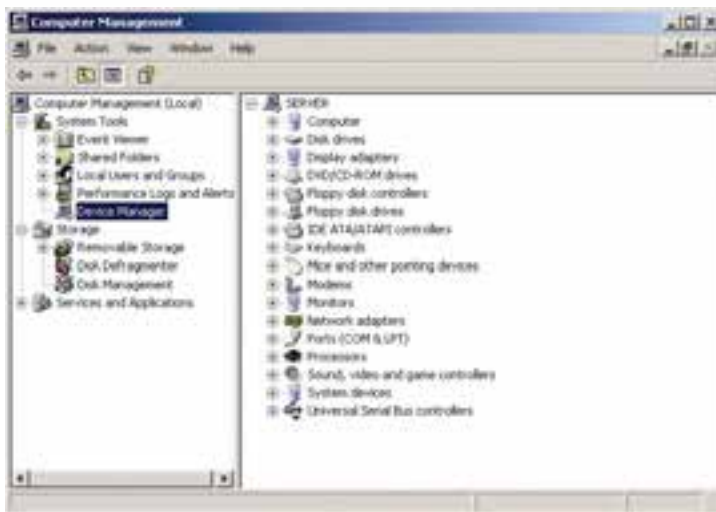 Computer Management
File Action View Window Help
Computer Management (Local)
System Tools
Event Viewer
Shared Folders
Local Users and Groups
Performance Logs and Alerts
Device Manager
Storage
Removable Storage
Disk Defragmenter
Disk Management
Services and Applications
SERVER
Computer
Disk drives
Display adapters
DVD/CD-ROM drives
Floppy disk controllers
Floppy disk drives
IDE ATA/ATAPI controllers
Keyboards
Mice and other pointing devices
Modems
Monitors
Network adapters
Ports (COM & LPT)
Processors
Sound, video and game controllers
System devices
Universal Serial Bus controllers